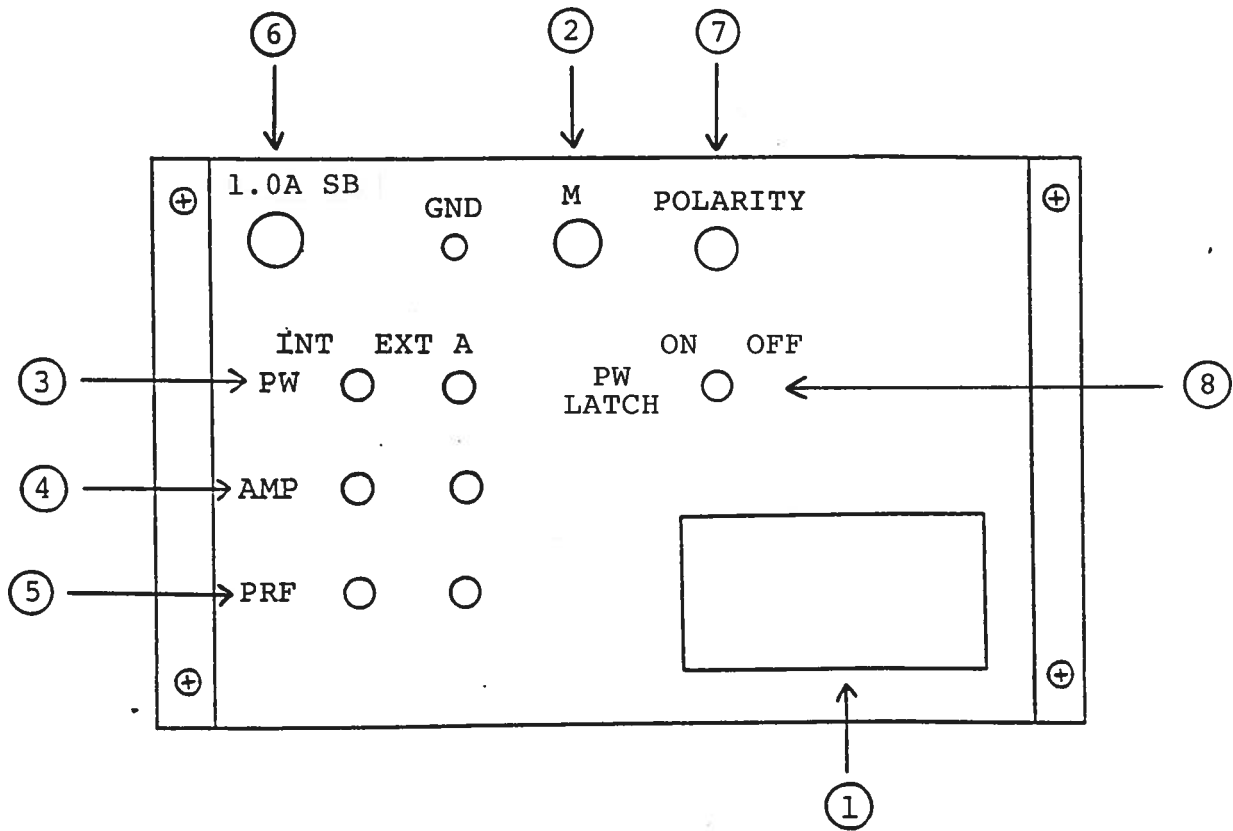 6 2 7
1.0A SB
GND M POLARITY
INT EXT A ON OFF
3 PW PW 8
LATCH
4 AMP
5 PRF
1